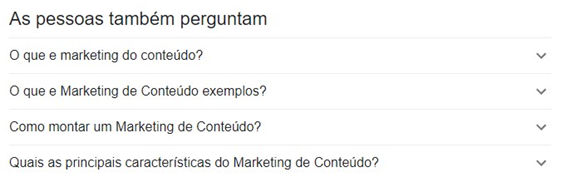 As pessoas também perguntam
O que e marketing do conteúdo?
O que e Marketing de Conteúdo exemplos?
Como montar um Marketing de Conteúdo?
Quais as principais características do Marketing de Conteúdo?